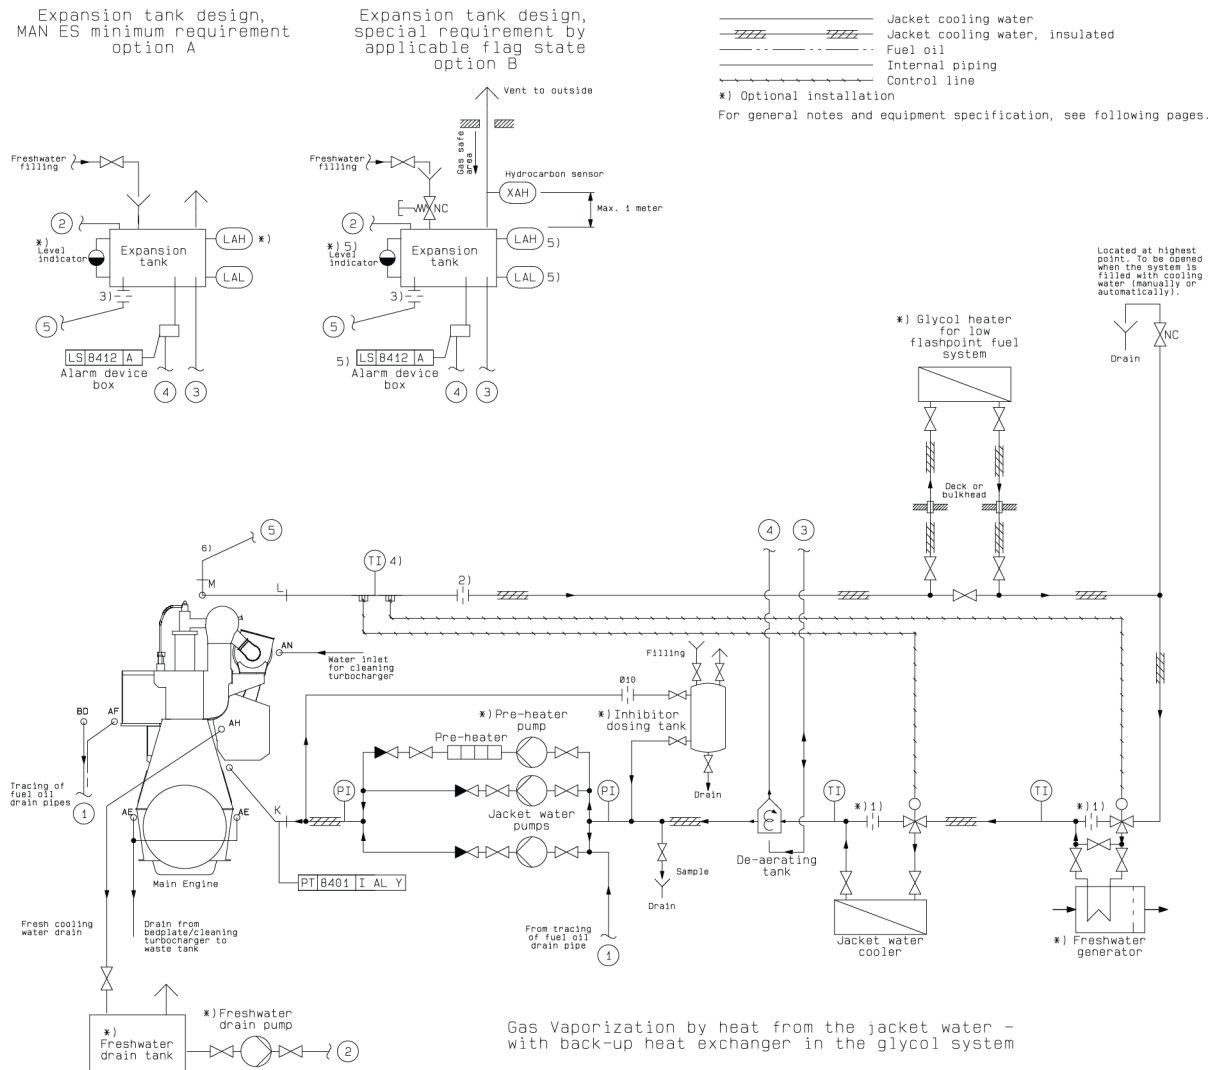 Expansion tank design,
MAN ES minimum requirement
option A
Expansion tank design,
special requirement by
applicable flag state
option B
Jacket cooling water
Jacket cooling water, insulated
Fuel oil
Internal piping
Control line
*) Optional installation
For general notes and equipment specification, see following pages.
Freshwater
filling
2
*)
Level
indicator
Expansion
tank
LAH *)
LAL
3)
5
LS 8412 A
Alarm device
box
4
3
Vent to outside
Gas safe
area
Freshwater
filling
Hydrocarbon sensor
XAH
NC
Max. 1 meter
2
*) 5)
Level
indicator
Expansion
tank
LAH 5)
LAL 5)
3)
5
5) LS 8412 A
Alarm device
box
4
3
Located at highest
point. To be opened
when the system is
filled with cooling
water (manually or
automatically).
NC
Drain
*) Glycol heater
for low
flashpoint fuel
system
Deck or
bulkhead
5
6)
M
L
TI 4)
2)
4
3
AN
Water inlet
for cleaning
turbocharger
BD
AF
AH
K
AE
AE
Tracing of
fuel oil
drain pipes
1
Main Engine
PT 8401 I AL Y
Fresh cooling
water drain
Drain from
bedplate/cleaning
turbocharger to
waste tank
Filling
Ø10
*) Inhibitor
dosing tank
Drain
*) Pre-heater
pump
Pre-heater
PI
Jacket water
pumps
PI
Sample
Drain
From tracing
of fuel oil
drain pipe
1
De-aerating
tank
TI
*) 1)
Jacket water
cooler
TI
*) 1)
*) Freshwater
generator
*)
Freshwater
drain tank
*) Freshwater
drain pump
2
Gas Vaporization by heat from the jacket water -
with back-up heat exchanger in the glycol system